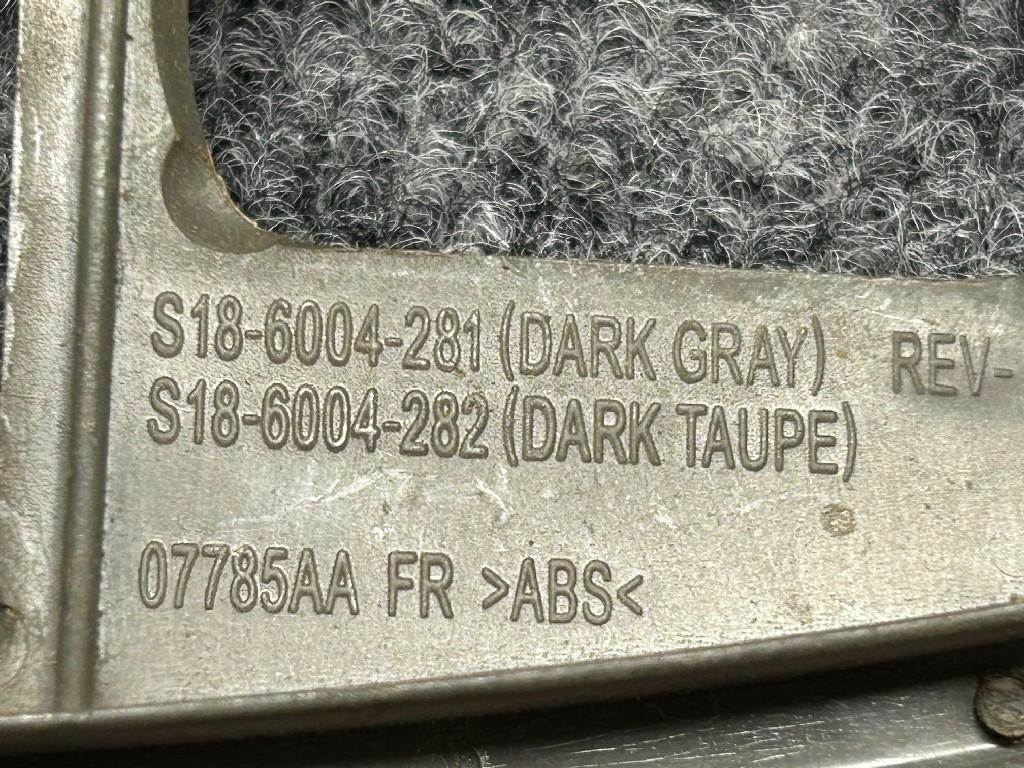 S18-6004-281 (DARK GRAY) REV-
S18-6004-282 (DARK TAUPE)
07785AA FR >ABS<